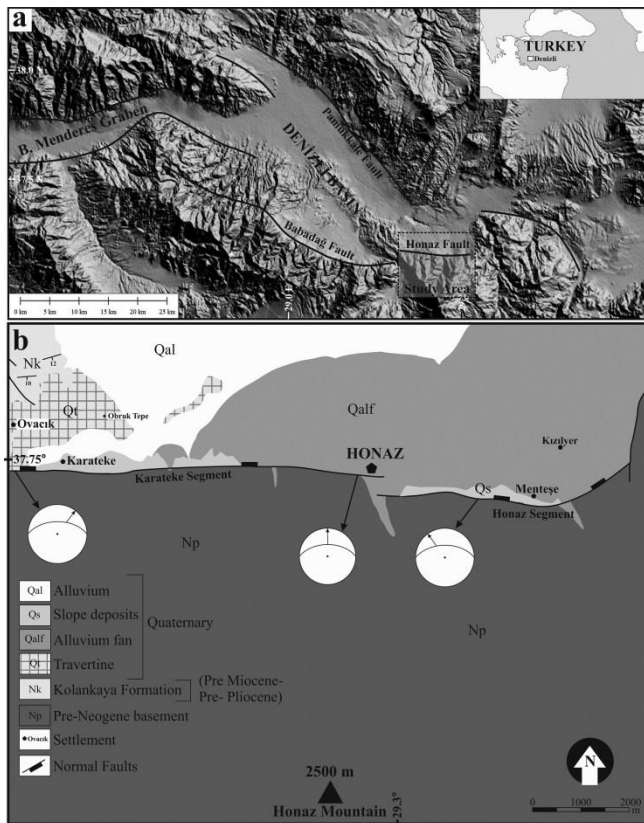 a
TURKEY
Denizli
38.0°
B. Menderes Graben
Pamukkale Fault
DENİZLİ BASIN
37.5°
Babadağ Fault
Honaz Fault
Study Area
29.0°
0 km 5 km 10 km 15 km 20 km 25 km
b
Nk
12
10
Qal
Qt
Obruk Tepe
Ovacık
Qalf
Kızılyer
37.75°
Karateke
HONAZ
Karateke Segment
Qs
Menteşe
Honaz Segment
Np
Np
Qal Alluvium
Qs Slope deposits
Qalf Alluvium fan
Qt Travertine
Quaternary
Nk Kolankaya Formation
(Pre Miocene-
Pre- Pliocene)
Np Pre-Neogene basement
Ovacık Settlement
Normal Faults
2500 m
Honaz Mountain
29.3°
N
0 1000 2000
m